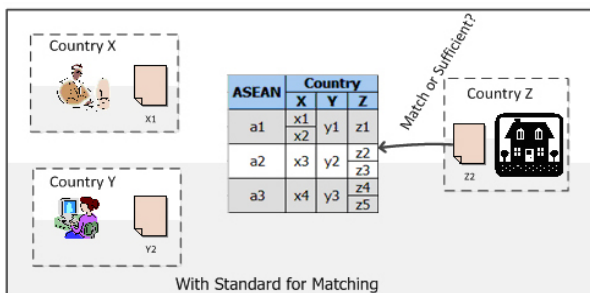 Country X
X1
Country Y
Y2
ASEAN Country
X Y Z
a1 x1 y1 z1
x2
a2 x3 y2 z2
z3
a3 x4 y3 z4
z5
Match or Sufficient?
Country Z
Z2
With Standard for Matching